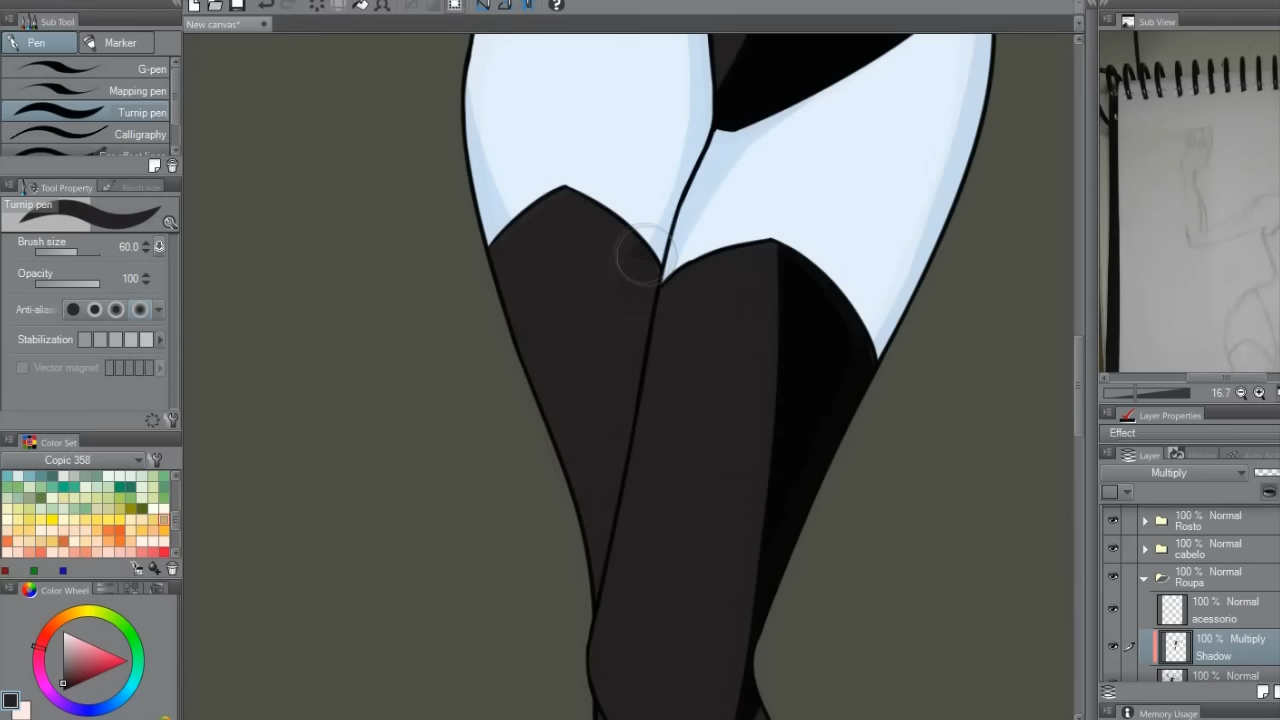 New canvas*
Sub Tool
Pen
Marker
G-pen
Mapping pen
Turnip pen
Calligraphy
Tool Property
Brush size
Turnip pen
Brush size 60.0
Opacity 100
Anti-alias
Stabilization
Vector magnet
Color Set
Copic 358
Color Wheel
Sub View
16.7
Layer Properties
Effect
Layer
History
Multiply
100 % Normal
Rosto
100 % Normal
cabelo
100 % Normal
Roupa
100 % Normal
acessorio
100 % Multiply
Shadow
100 % Normal
Memory Usage